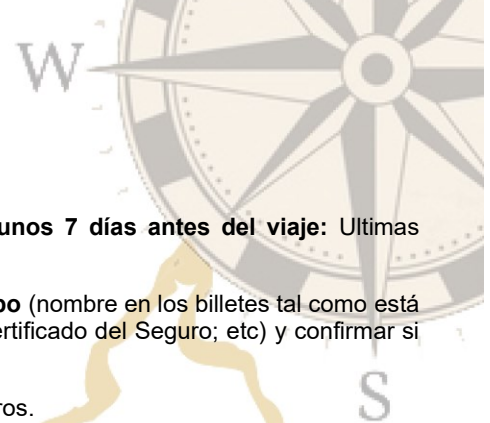 W
unos 7 días antes del viaje: Ultimas
po (nombre en los billetes tal como está
ertificado del Seguro; etc) y confirmar si
S
ros.